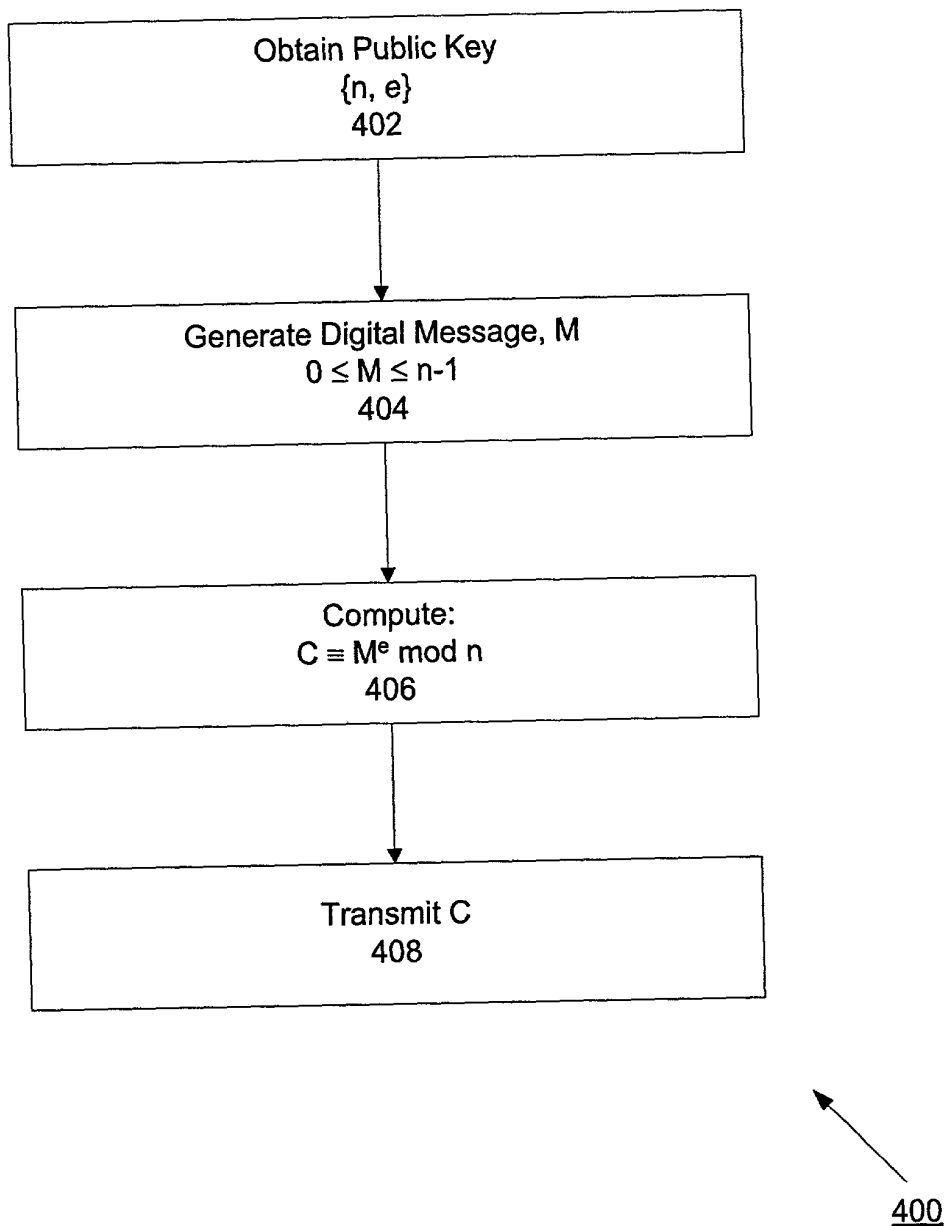 Obtain Public Key
{n, e}
402
Generate Digital Message, M
0 ≤ M ≤ n-1
404
Compute:
C ≡ Mᵉ mod n
406
Transmit C
408
400